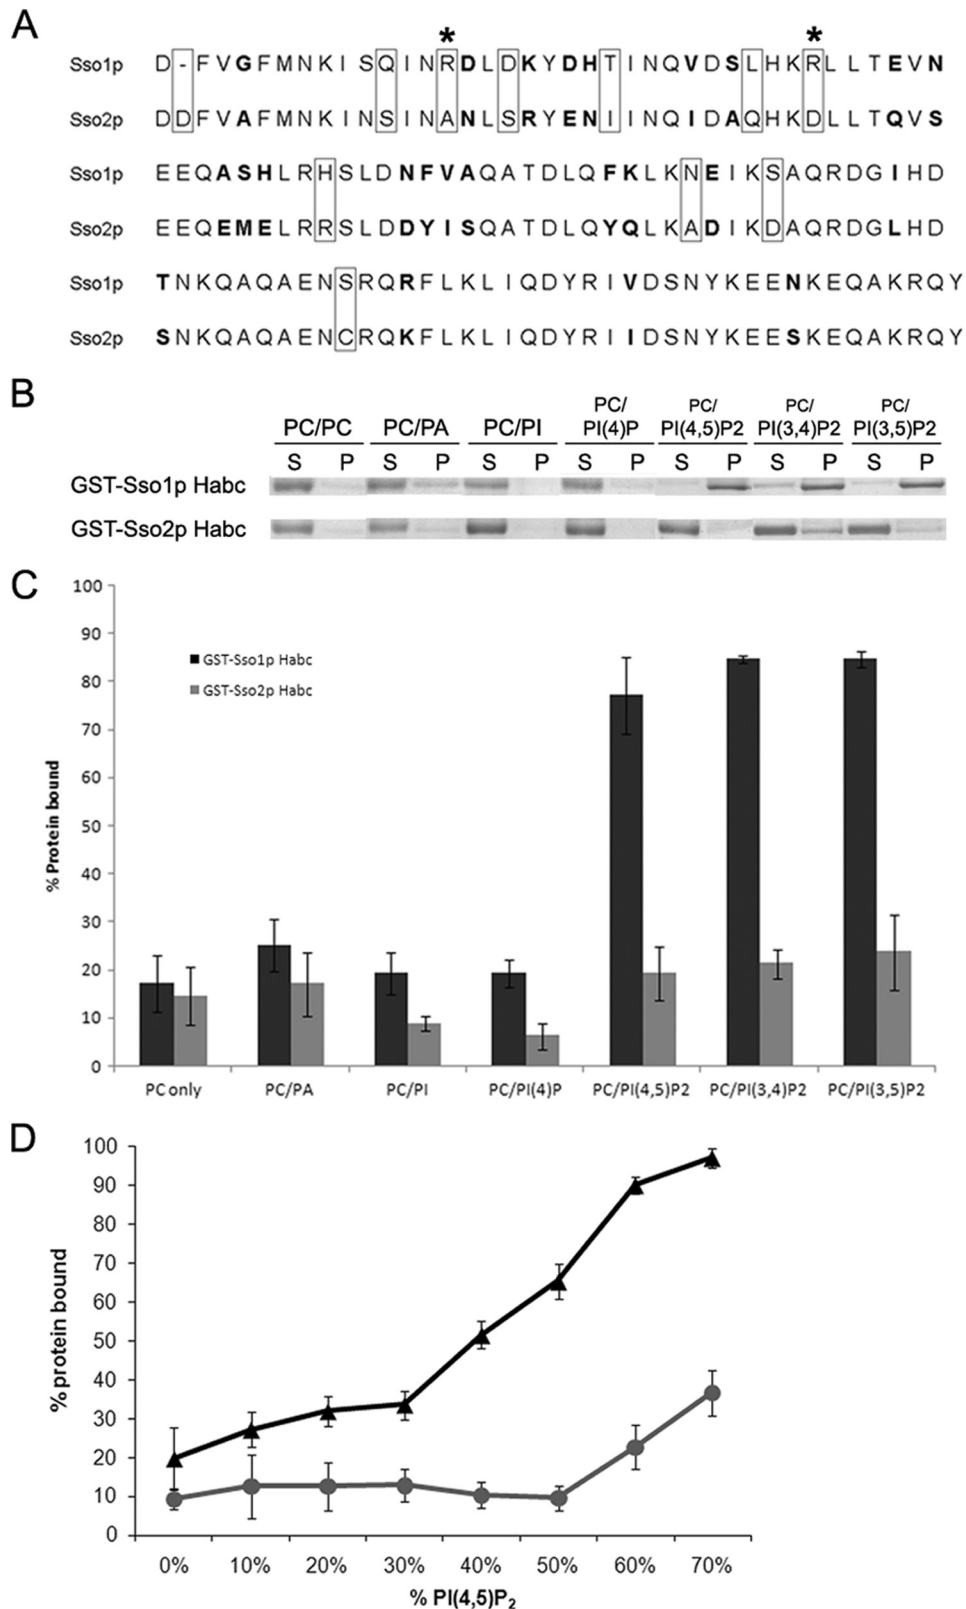 A
* *
Sso1p D - F V G F M N K I S Q I N R D L D K Y D H T I N Q V D S L H K R L L T E V N
Sso2p D D F V A F M N K I N S I N A N L S R Y E N I I N Q I D A Q H K D L L T Q V S
Sso1p E E Q A S H L R H S L D N F V A Q A T D L Q F K L K N E I K S A Q R D G I H D
Sso2p E E Q E M E L R R S L D D Y I S Q A T D L Q Y Q L K A D I K D A Q R D G L H D
Sso1p T N K Q A Q A E N S R Q R F L K L I Q D Y R I V D S N Y K E E N K E Q A K R Q Y
Sso2p S N K Q A Q A E N C R Q K F L K L I Q D Y R I I D S N Y K E E S K E Q A K R Q Y
B
PC/PC PC/PA PC/PI PC/ PI(4)P PC/ PI(4,5)P2 PC/ PI(3,4)P2 PC/ PI(3,5)P2
S P S P S P S P S P S P S P
GST-Sso1p Habc
GST-Sso2p Habc
C
% Protein bound
100
90
80
70
60
50
40
30
20
10
0
GST-Sso1p Habc
GST-Sso2p Habc
PC only PC/PA PC/PI PC/PI(4)P PC/PI(4,5)P2 PC/PI(3,4)P2 PC/PI(3,5)P2
D
% protein bound
100
90
80
70
60
50
40
30
20
10
0
0% 10% 20% 30% 40% 50% 60% 70%
% PI(4,5)P₂